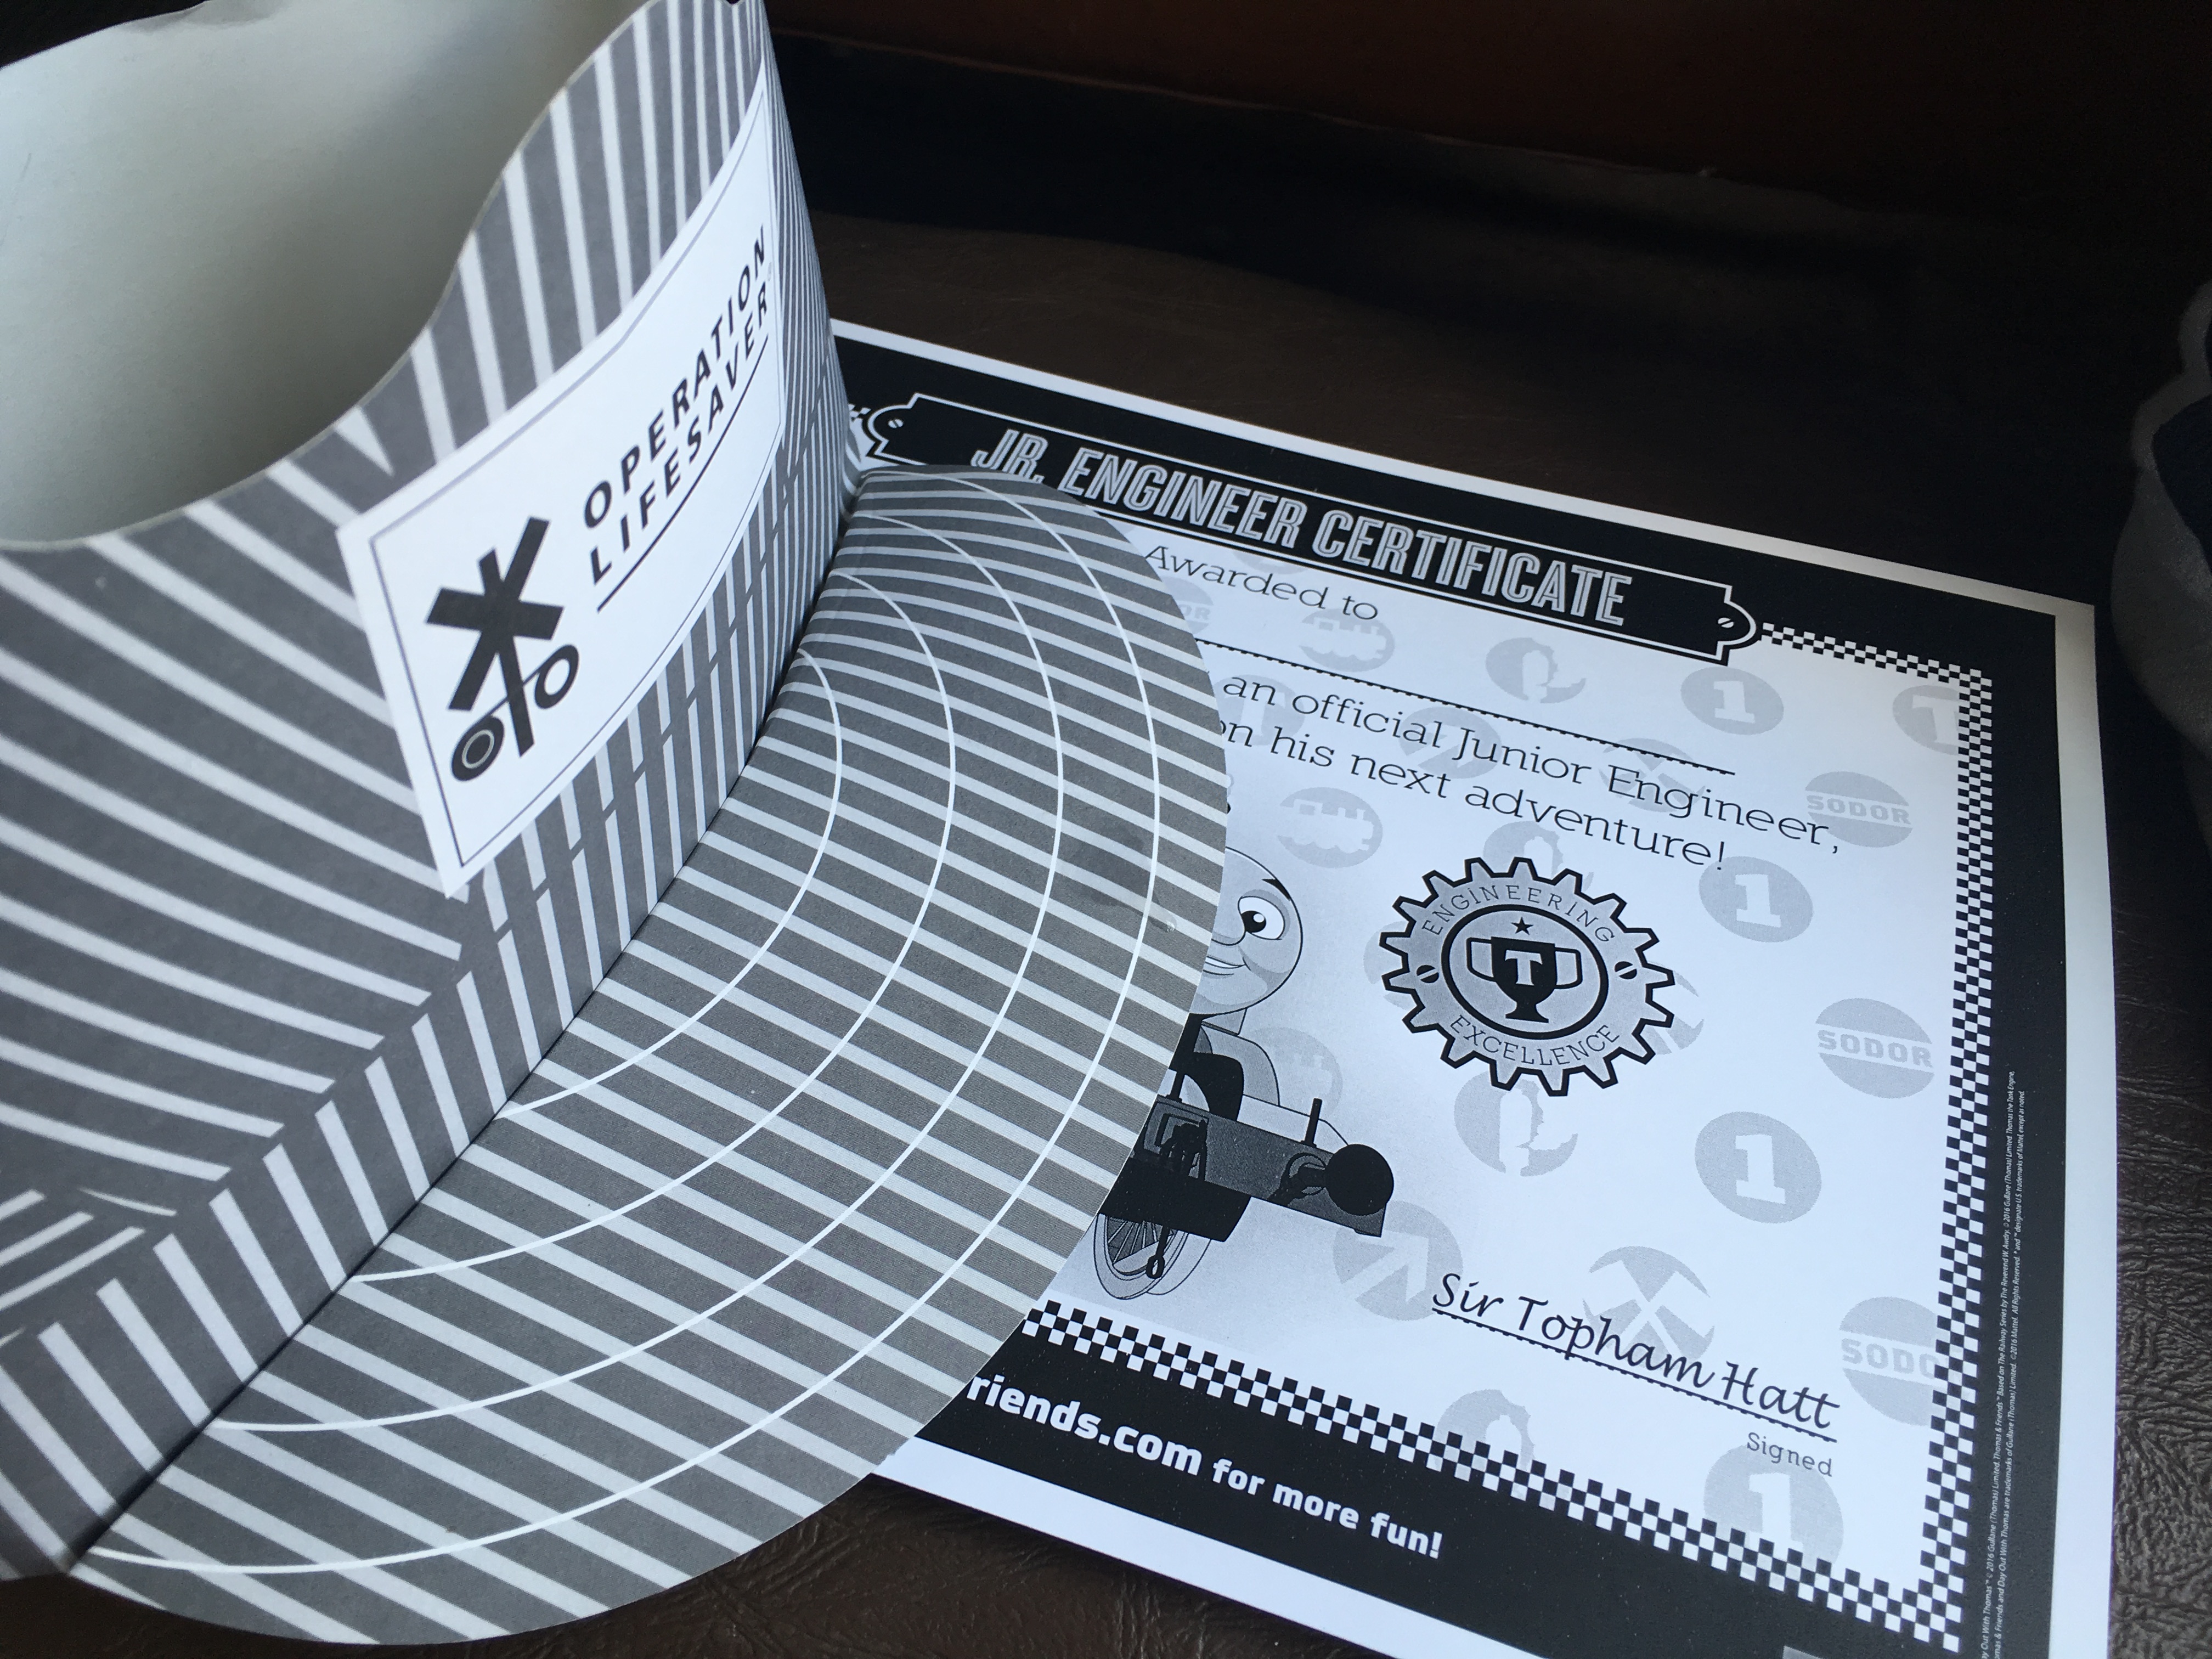 OPERATION
LIFESAVER
JR. ENGINEER CERTIFICATE
Awarded to
an official Junior Engineer,
on his next adventure!
ENGINEERING
T
EXCELLENCE
SODOR
1
1
SODOR
1
SODO
1
Sir Topham Hatt
Signed
riends.com for more fun!